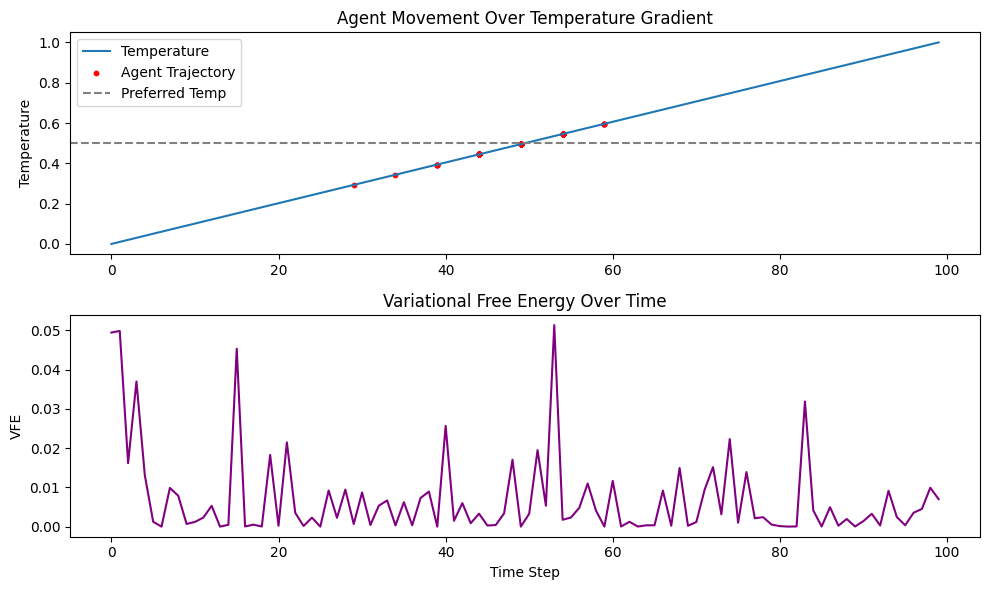 Agent Movement Over Temperature Gradient
Temperature
Agent Trajectory
Preferred Temp
Temperature
1.0
0.8
0.6
0.4
0.2
0.0
0 20 40 60 80 100
Variational Free Energy Over Time
VFE
0.05
0.04
0.03
0.02
0.01
0.00
0 20 40 60 80 100
Time Step